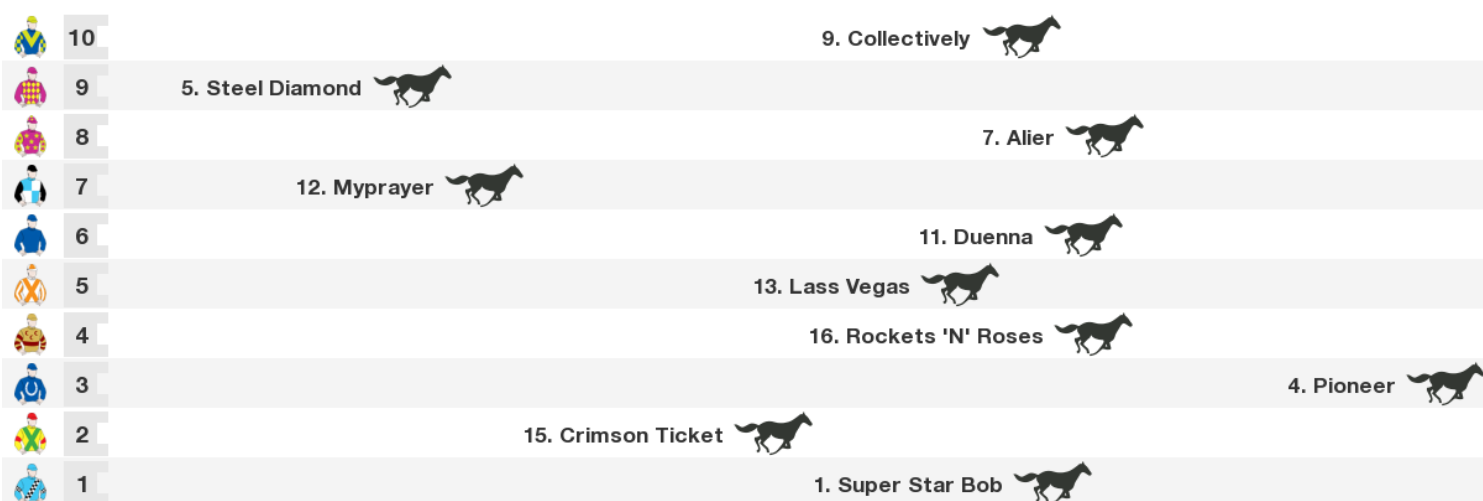 10 9. Collectively
9 5. Steel Diamond
8 7. Alier
7 12. Myprayer
6 11. Duenna
5 13. Lass Vegas
4 16. Rockets 'N' Roses
3 4. Pioneer
2 15. Crimson Ticket
1 1. Super Star Bob